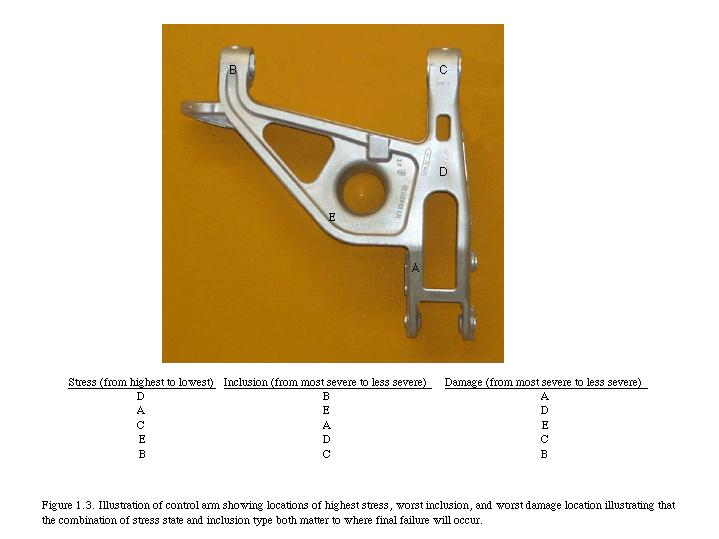 B
C
D
E
A
Stress (from highest to lowest) Inclusion (from most severe to less severe) Damage (from most severe to less severe)
D B A
A E D
C A E
E D C
B C B
Figure 1.3. Illustration of control arm showing locations of highest stress, worst inclusion, and worst damage location illustrating that
the combination of stress state and inclusion type both matter to where final failure will occur.